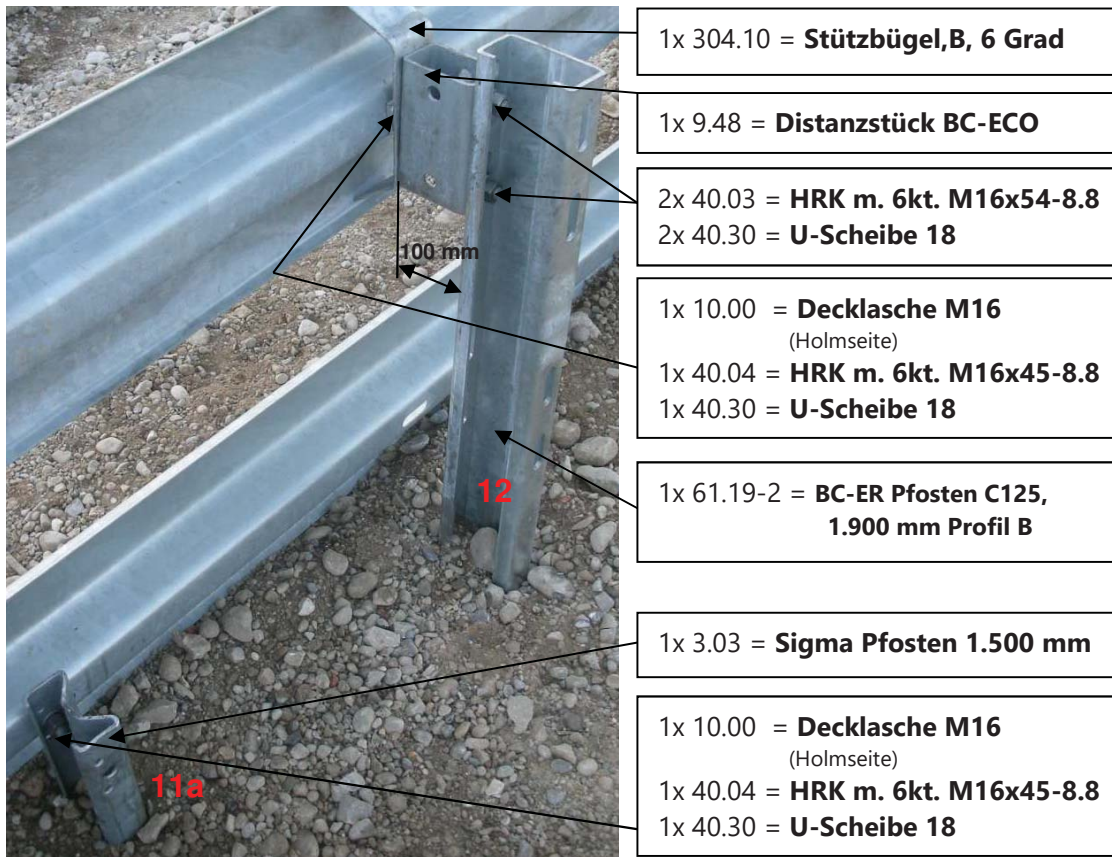 1x 304.10 = Stützbügel,B, 6 Grad
1x 9.48 = Distanzstück BC-ECO
2x 40.03 = HRK m. 6kt. M16x54-8.8
2x 40.30 = U-Scheibe 18
100 mm
1x 10.00 = Decklasche M16
(Holmseite)
1x 40.04 = HRK m. 6kt. M16x45-8.8
1x 40.30 = U-Scheibe 18
12
1x 61.19-2 = BC-ER Pfosten C125,
1.900 mm Profil B
1x 3.03 = Sigma Pfosten 1.500 mm
11a
1x 10.00 = Decklasche M16
(Holmseite)
1x 40.04 = HRK m. 6kt. M16x45-8.8
1x 40.30 = U-Scheibe 18